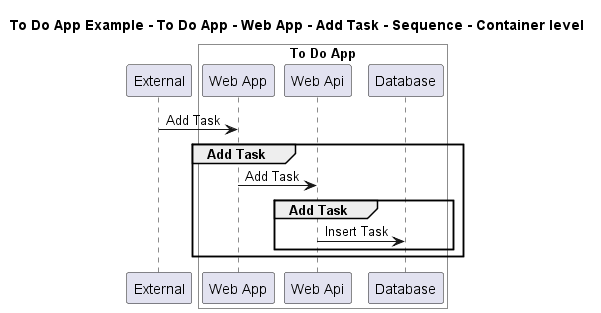 To Do App Example - To Do App - Web App - Add Task - Sequence - Container level
To Do App
External Web App Web Api Database
Add Task
Add Task
Add Task
Add Task
Insert Task
External Web App Web Api Database